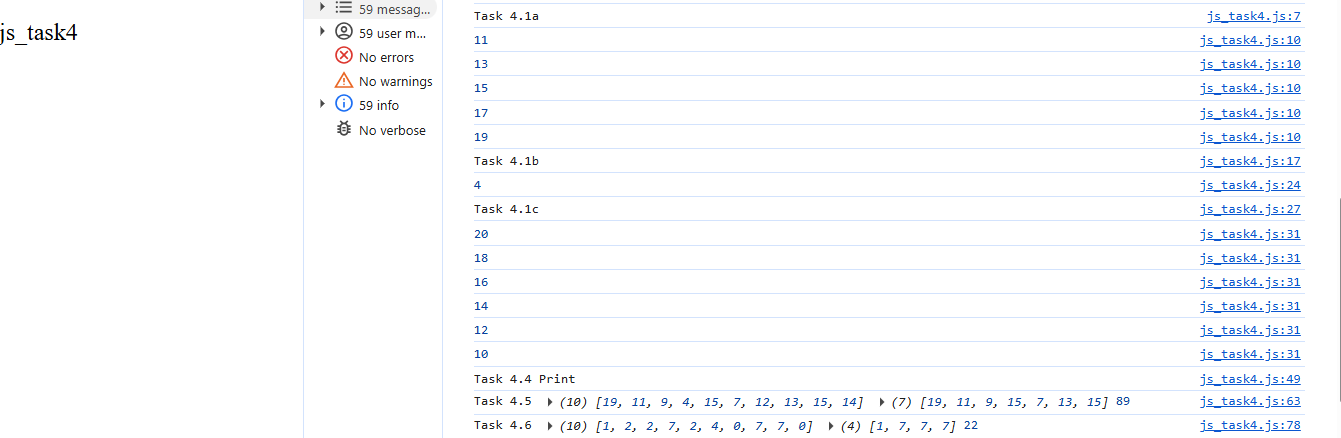 js_task4
59 messag...
59 user m...
No errors
No warnings
59 info
No verbose
Task 4.1a js_task4.js:7
11 js_task4.js:10
13 js_task4.js:10
15 js_task4.js:10
17 js_task4.js:10
19 js_task4.js:10
Task 4.1b js_task4.js:17
4 js_task4.js:24
Task 4.1c js_task4.js:27
20 js_task4.js:31
18 js_task4.js:31
16 js_task4.js:31
14 js_task4.js:31
12 js_task4.js:31
10 js_task4.js:31
Task 4.4 Print js_task4.js:49
Task 4.5 (10) [19, 11, 9, 4, 15, 7, 12, 13, 15, 14] (7) [19, 11, 9, 15, 7, 13, 15] 89 js_task4.js:63
Task 4.6 (10) [1, 2, 2, 7, 2, 4, 0, 7, 7, 0] (4) [1, 7, 7, 7] 22 js_task4.js:78